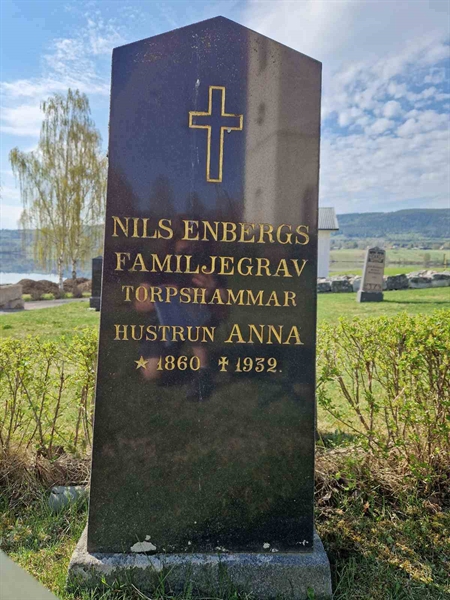 NILS ENBERGS
FAMILJEGRAV
TORPSHAMMAR
HUSTRUN ANNA
★ 1860 ✝ 1932.